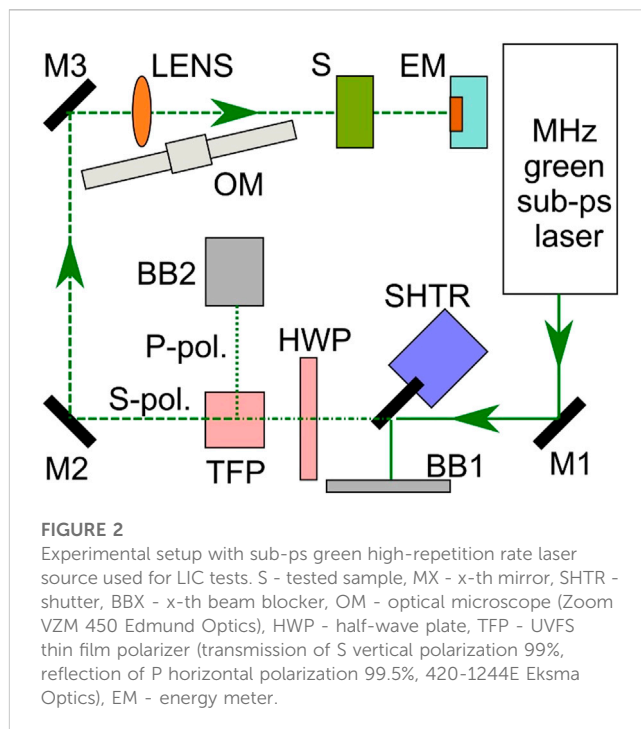 M3
LENS
S
EM
MHz
green
sub-ps
laser
OM
BB2
SHTR
P-pol.
HWP
S-pol.
M2
TFP
BB1
M1
FIGURE 2
Experimental setup with sub-ps green high-repetition rate laser
source used for LIC tests. S - tested sample, MX - x-th mirror, SHTR -
shutter, BBX - x-th beam blocker, OM - optical microscope (Zoom
VZM 450 Edmund Optics), HWP - half-wave plate, TFP - UVFS
thin film polarizer (transmission of S vertical polarization 99%,
reflection of P horizontal polarization 99.5%, 420-1244E Eksma
Optics), EM - energy meter.